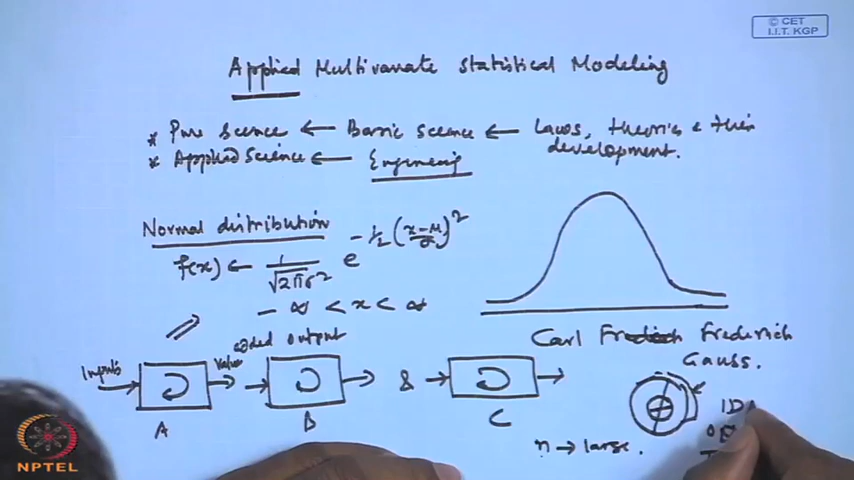 © CET
I.I.T. KGP
Applied Multivariate Statistical Modeling
* Pure Science ← Basic science ← Laws, theories & their development.
* Applied Science ← Engineering
Normal distribution
f(x) ← 1/√2πσ² e^-1/2(x-μ/σ)²
- ∞ < x < ∞
Carl Frederich
Gauss.
Inputs
Value added output
&
A
B
C
n → large.
NPTEL